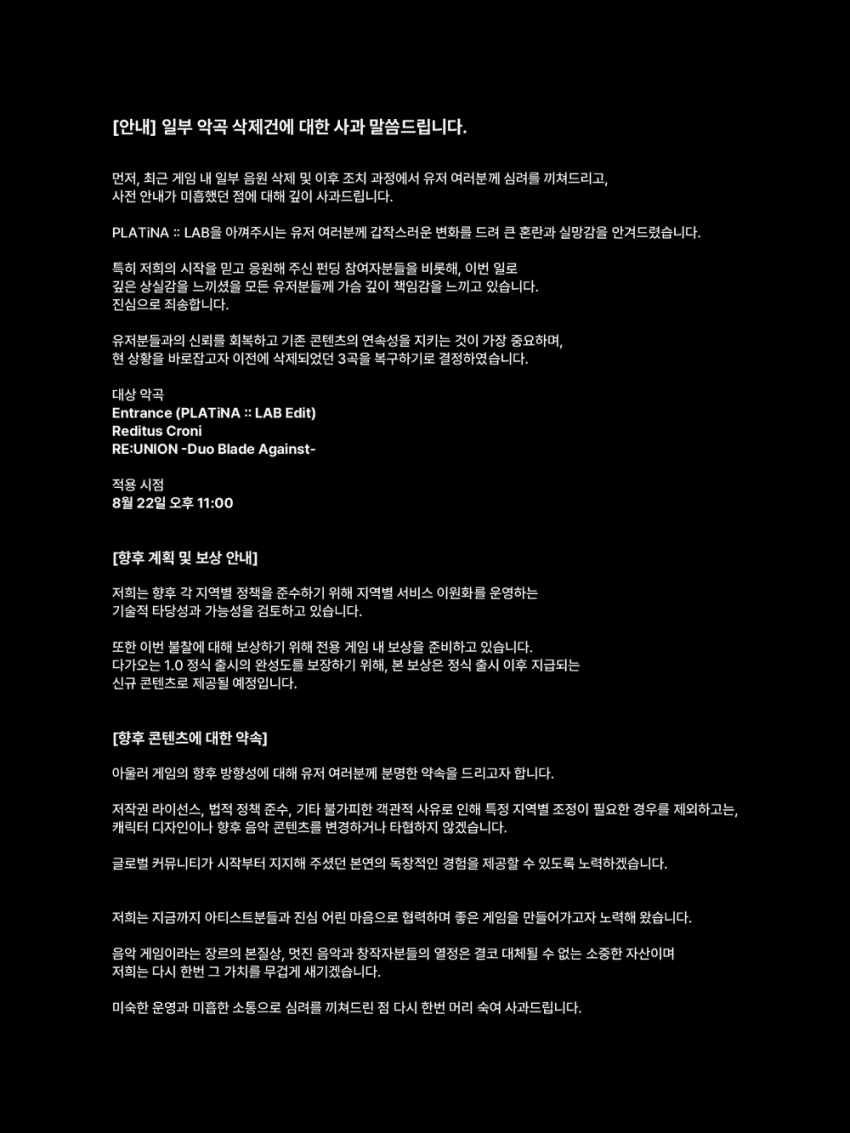 [안내] 일부 악곡 삭제건에 대한 사과 말씀드립니다.
먼저, 최근 게임 내 일부 음원 삭제 및 이후 조치 과정에서 유저 여러분께 심려를 끼쳐드리고,
사전 안내가 미흡했던 점에 대해 깊이 사과드립니다.
PLATiNA :: LAB을 아껴주시는 유저 여러분께 갑작스러운 변화를 드려 큰 혼란과 실망감을 안겨드렸습니다.
특히 저희의 시작을 믿고 응원해 주신 펀딩 참여자분들을 비롯해, 이번 일로
깊은 상실감을 느끼셨을 모든 유저분들께 가슴 깊이 책임감을 느끼고 있습니다.
진심으로 죄송합니다.
유저분들과의 신뢰를 회복하고 기존 콘텐츠의 연속성을 지키는 것이 가장 중요하며,
현 상황을 바로잡고자 이전에 삭제되었던 3곡을 복구하기로 결정하였습니다.
대상 악곡
Entrance (PLATiNA :: LAB Edit)
Reditus Croni
RE:UNION -Duo Blade Against-
적용 시점
8월 22일 오후 11:00
[향후 계획 및 보상 안내]
저희는 향후 각 지역별 정책을 준수하기 위해 지역별 서비스 이원화를 운영하는
기술적 타당성과 가능성을 검토하고 있습니다.
또한 이번 불찰에 대해 보상하기 위해 전용 게임 내 보상을 준비하고 있습니다.
다가오는 1.0 정식 출시의 완성도를 보장하기 위해, 본 보상은 정식 출시 이후 지급되는
신규 콘텐츠로 제공될 예정입니다.
[향후 콘텐츠에 대한 약속]
아울러 게임의 향후 방향성에 대해 유저 여러분께 분명한 약속을 드리고자 합니다.
저작권 라이선스, 법적 정책 준수, 기타 불가피한 객관적 사유로 인해 특정 지역별 조정이 필요한 경우를 제외하고는,
캐릭터 디자인이나 향후 음악 콘텐츠를 변경하거나 타협하지 않겠습니다.
글로벌 커뮤니티가 시작부터 지지해 주셨던 본연의 독창적인 경험을 제공할 수 있도록 노력하겠습니다.
저희는 지금까지 아티스트분들과 진심 어린 마음으로 협력하며 좋은 게임을 만들어가고자 노력해 왔습니다.
음악 게임이라는 장르의 본질상, 멋진 음악과 창작자분들의 열정은 결코 대체될 수 없는 소중한 자산이며
저희는 다시 한번 그 가치를 무겁게 새기겠습니다.
미숙한 운영과 미흡한 소통으로 심려를 끼쳐드린 점 다시 한번 머리 숙여 사과드립니다.